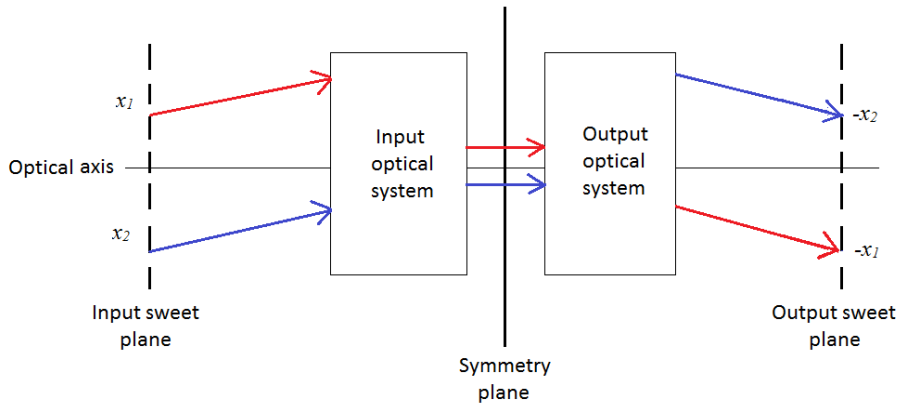 x1
Optical axis
x2
Input sweet
plane
Input
optical
system
Symmetry
plane
Output
optical
system
-x2
-x1
Output sweet
plane